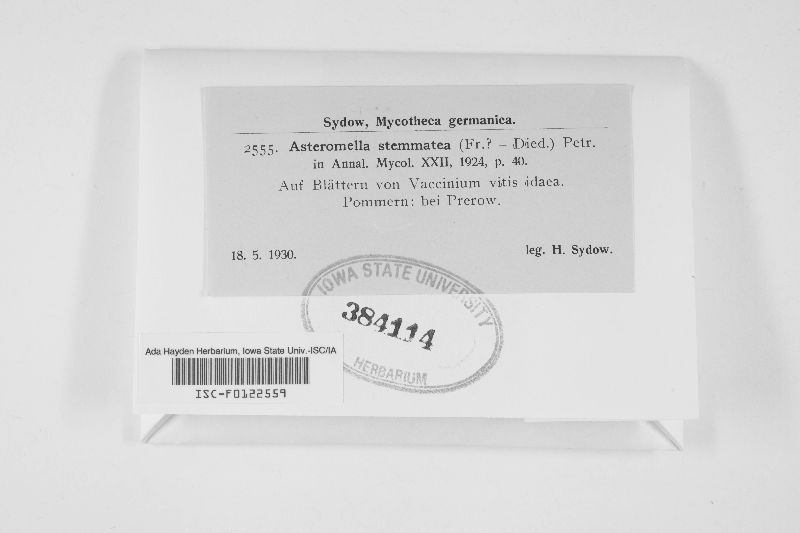 Sydow, Mycotheca germanica.
2555. Asteromella stemmatea (Fr.? – Died.) Petr.
in Annal. Mycol. XXII, 1924, p. 40.
Auf Blättern von Vaccinium vitis idaea.
Pommern: bei Prerow.
18. 5. 1930. leg. H. Sydow.
IOWA STATE UNIVERSITY
384114
HERBARIUM
Ada Hayden Herbarium, Iowa State Univ.-ISC/IA
ISC-F0122559